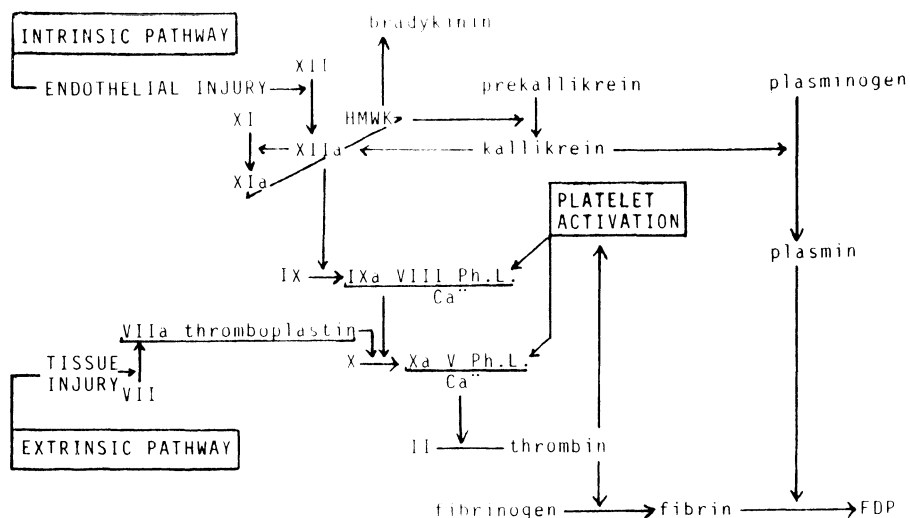 bradykinin
INTRINSIC PATHWAY
XII
ENDOTHELIAL INJURY
prekallikrein
plasminogen
XI
HMWK
XIIa
kallikrein
XIa
PLATELET
ACTIVATION
plasmin
IX
IXa VIII Ph.L.
Ca¨
VIIa thromboplastin
X
Xa V Ph.L.
Ca¨
TISSUE
INJURY
VII
EXTRINSIC PATHWAY
II
thrombin
fibrinogen
fibrin
FDP